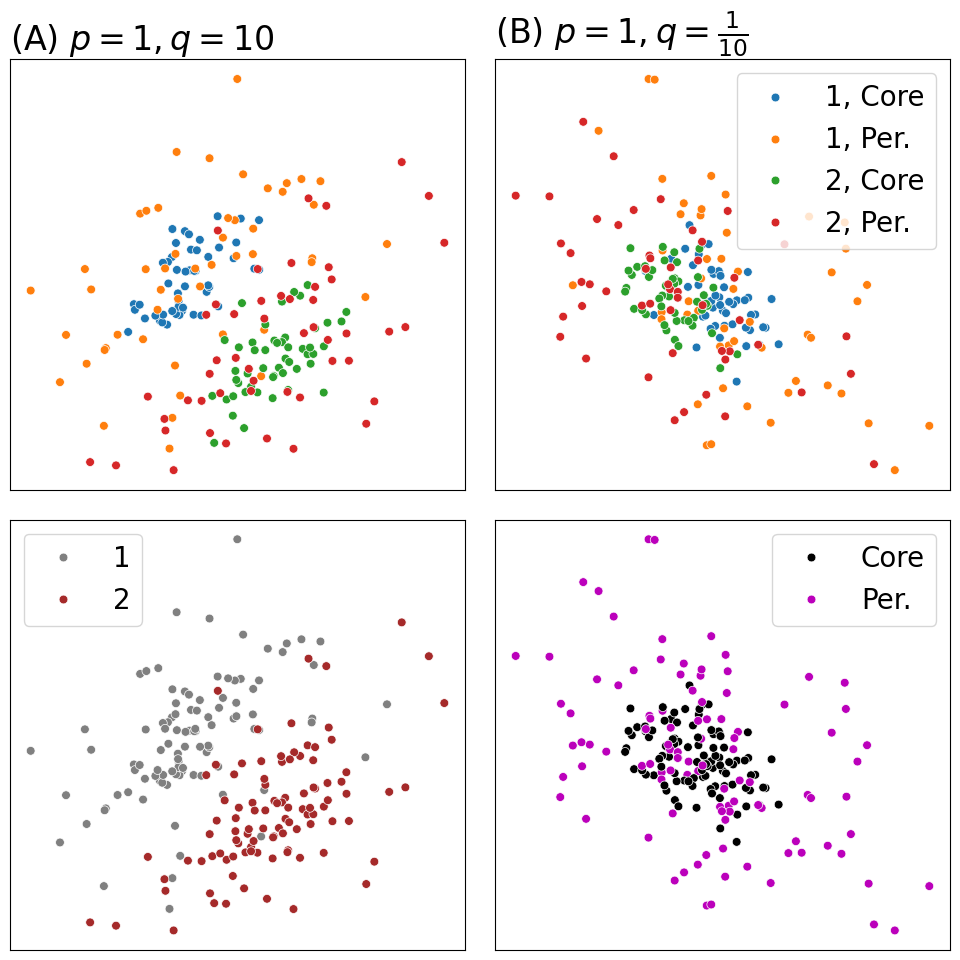 (A) p = 1, q = 10
(B) p = 1, q = 1/10
1, Core
1, Per.
2, Core
2, Per.
1
2
Core
Per.